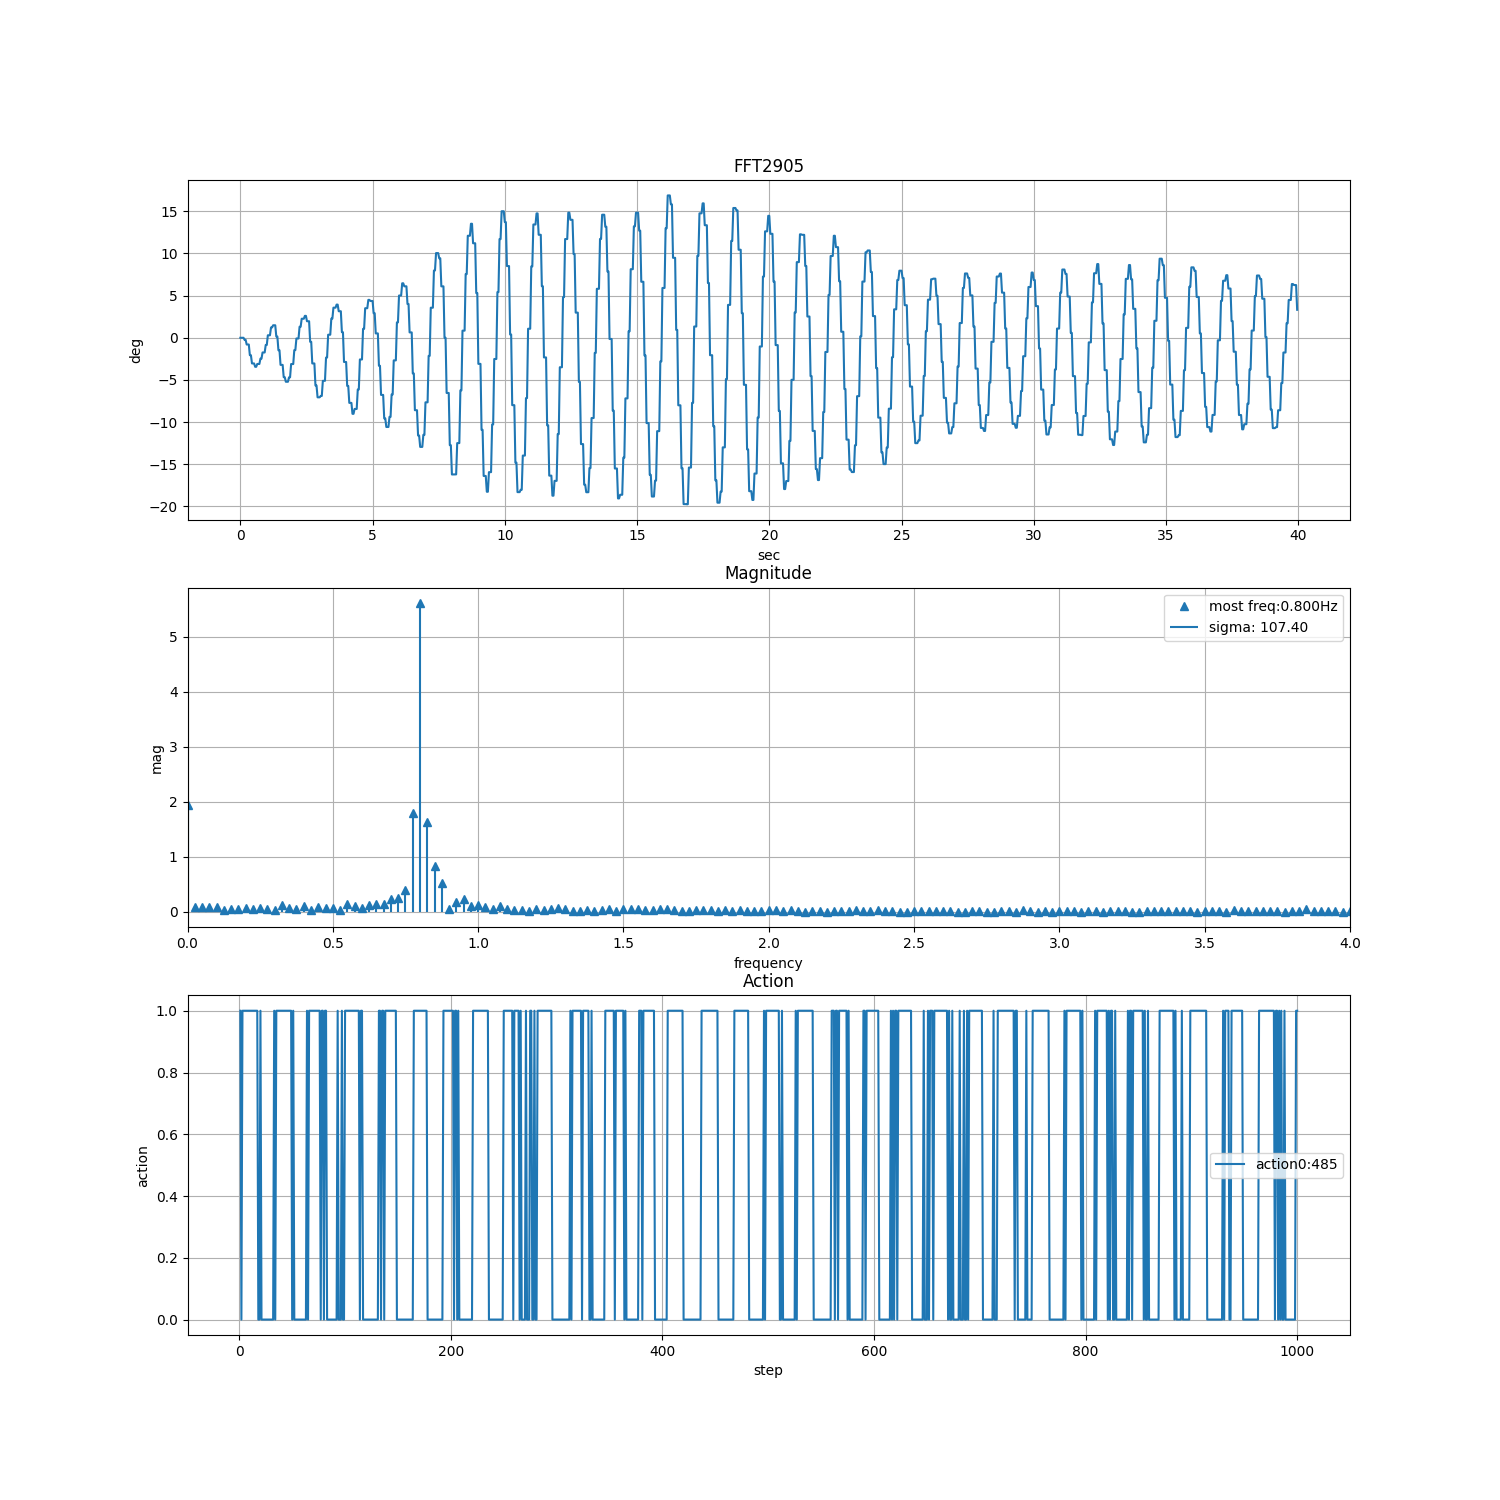 FFT2905
15
10
5
0
−5
−10
−15
−20
deg
0 5 10 15 20 25 30 35 40
sec
Magnitude
most freq:0.800Hz
sigma: 107.40
5
4
3
2
1
0
mag
0.0 0.5 1.0 1.5 2.0 2.5 3.0 3.5 4.0
frequency
Action
1.0
0.8
0.6
0.4
0.2
0.0
action
action0:485
0 200 400 600 800 1000
step